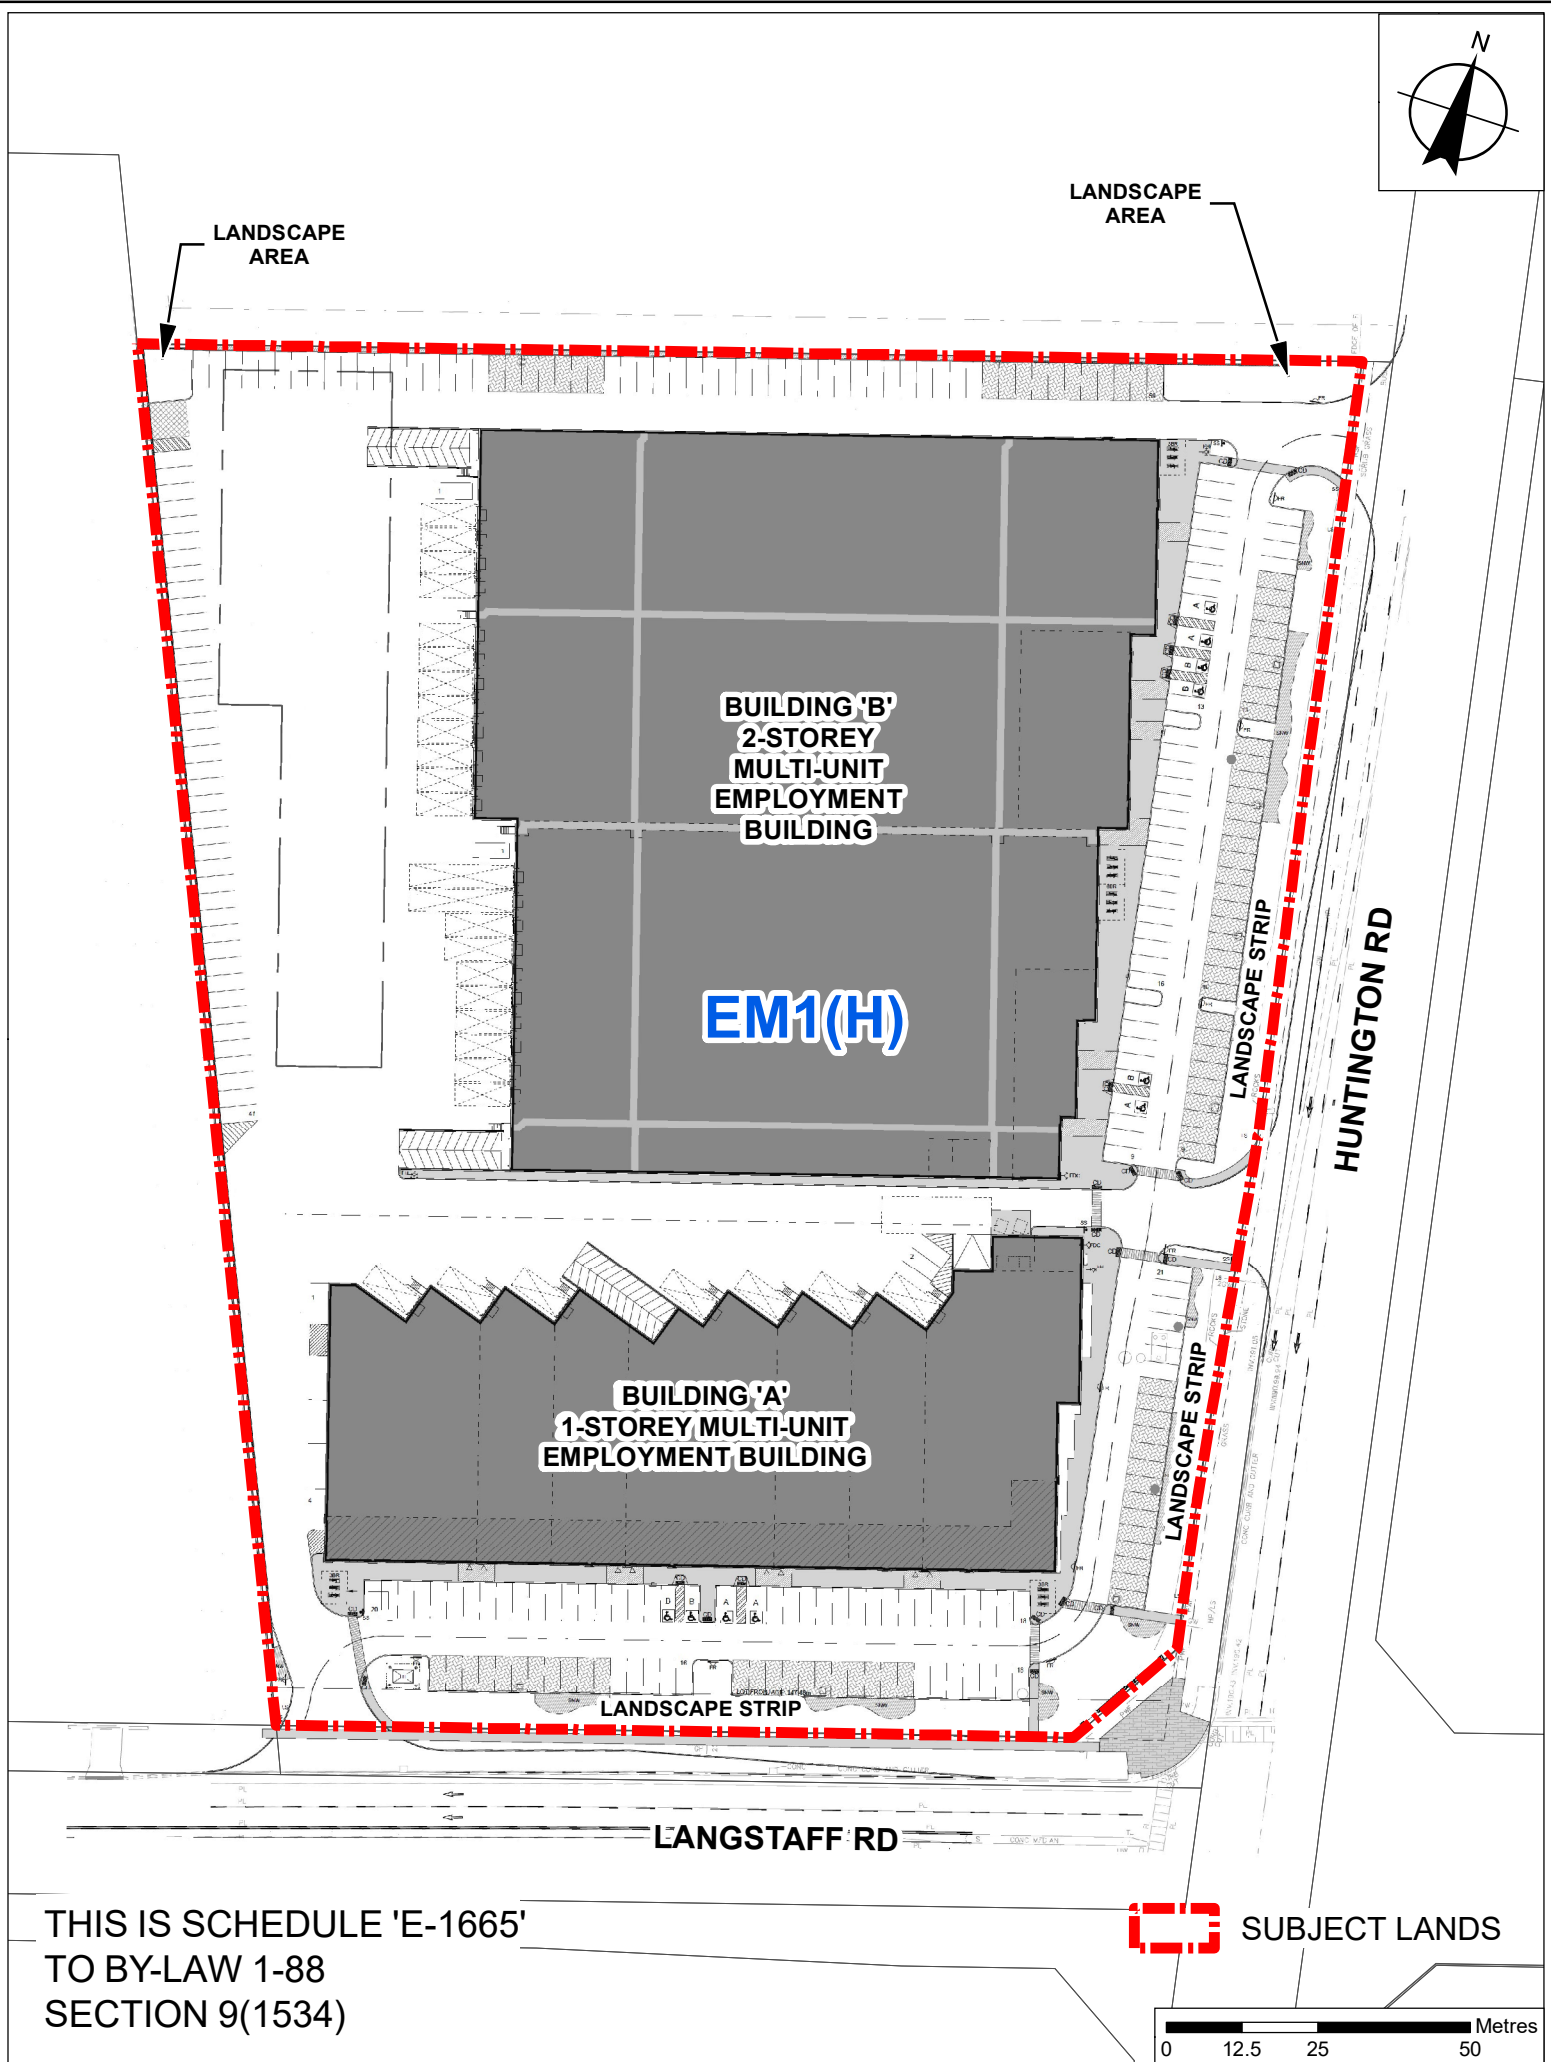 N
LANDSCAPE
AREA
LANDSCAPE
AREA
BUILDING 'B'
2-STOREY
MULTI-UNIT
EMPLOYMENT
BUILDING
EM1(H)
LANDSCAPE STRIP
HUNTINGTON RD
BUILDING 'A'
1-STOREY MULTI-UNIT
EMPLOYMENT BUILDING
LANDSCAPE STRIP
LANDSCAPE STRIP
LANGSTAFF RD
THIS IS SCHEDULE 'E-1665'
TO BY-LAW 1-88
SECTION 9(1534)
SUBJECT LANDS
Metres
0 12.5 25 50